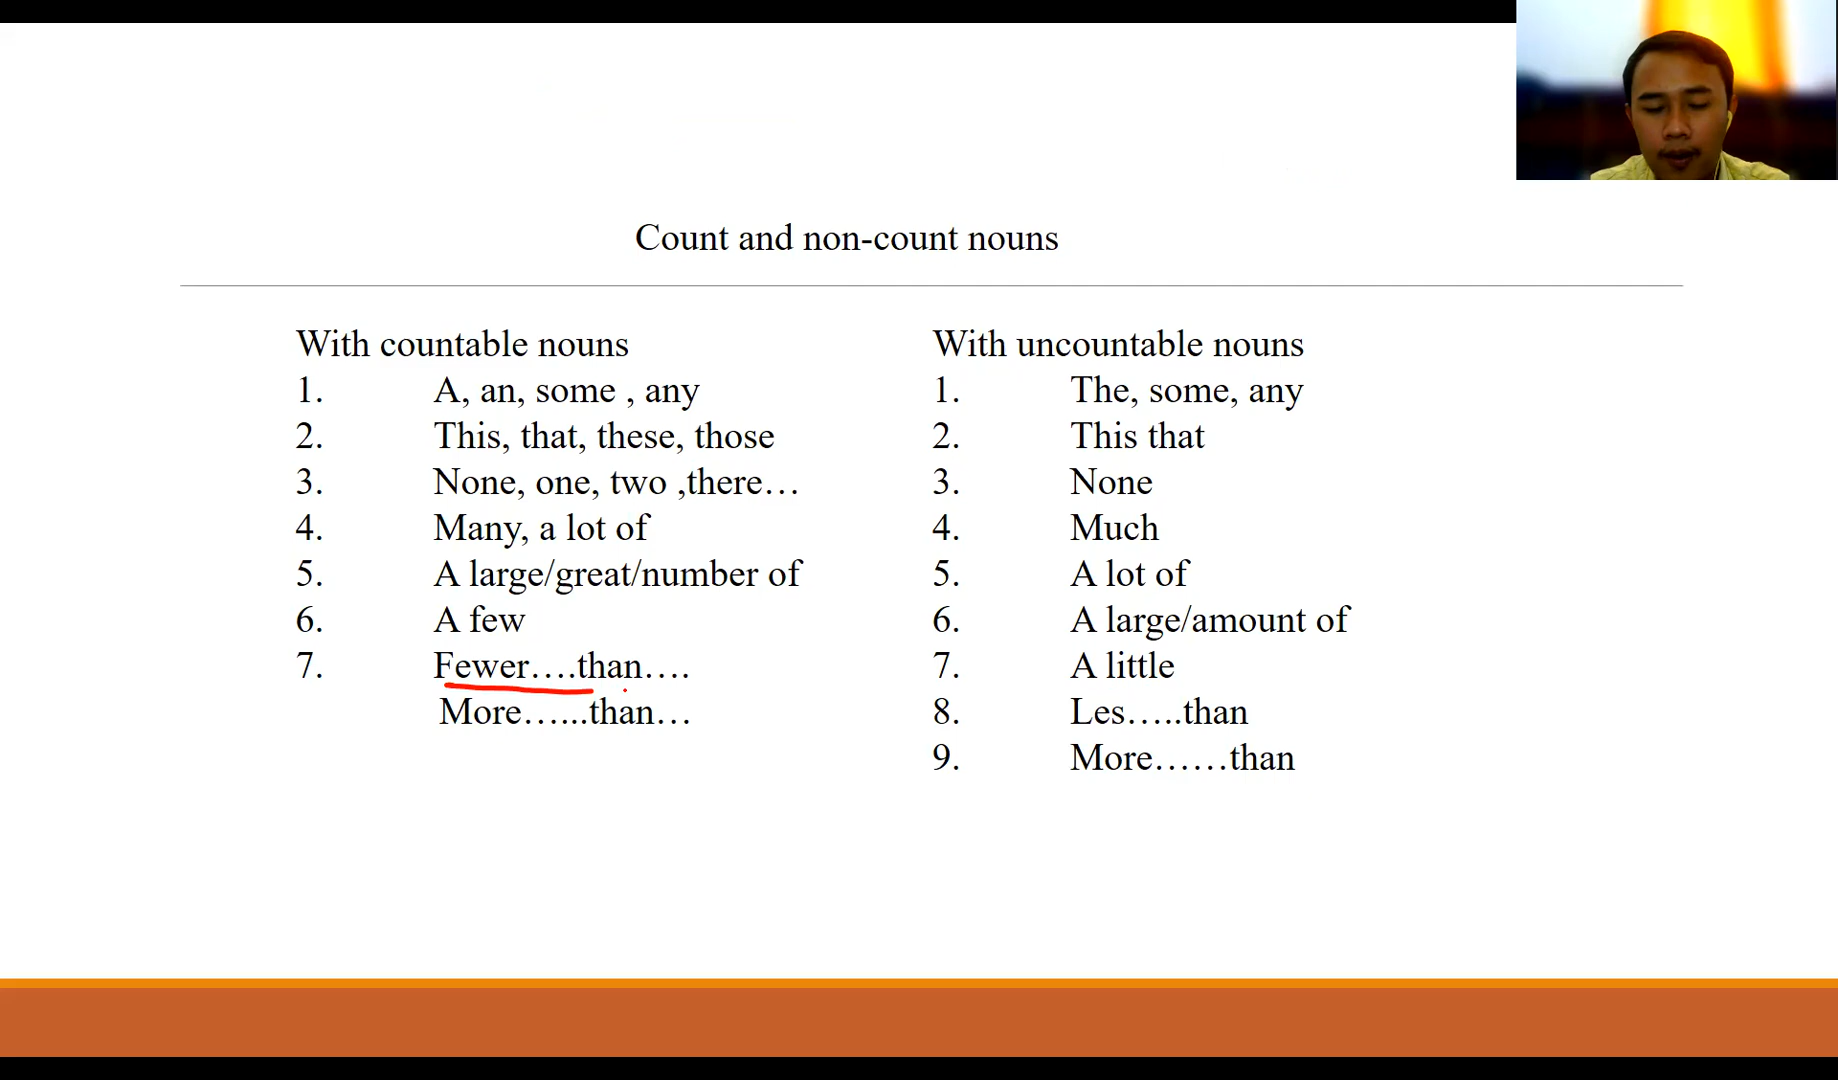 Count and non-count nouns
With countable nouns
1. A, an, some , any
2. This, that, these, those
3. None, one, two ,there…
4. Many, a lot of
5. A large/great/number of
6. A few
7. Fewer….than….
More…...than…
With uncountable nouns
1. The, some, any
2. This that
3. None
4. Much
5. A lot of
6. A large/amount of
7. A little
8. Les…..than
9. More……than